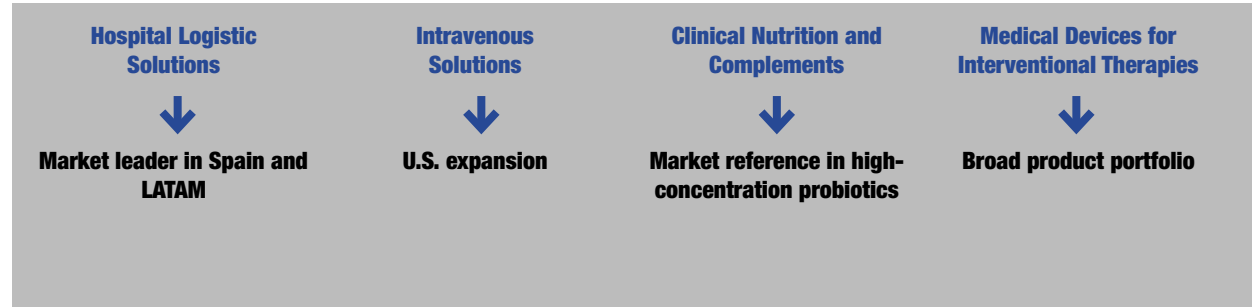 Hospital Logistic
Solutions
Market leader in Spain and
LATAM
Intravenous
Solutions
U.S. expansion
Clinical Nutrition and
Complements
Market reference in high-
concentration probiotics
Medical Devices for
Interventional Therapies
Broad product portfolio